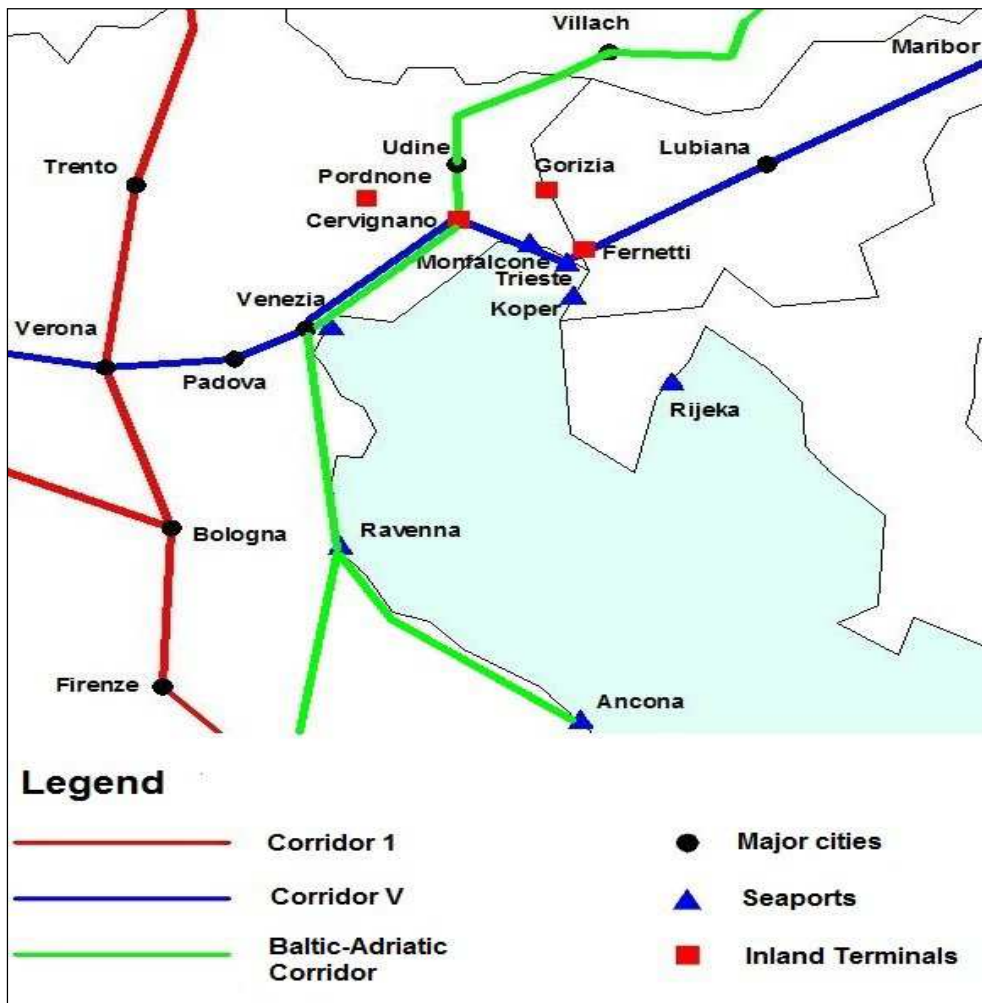 Villach
Maribor
Udine
Lubiana
Trento
Gorizia
Pordnone
Cervignano
Monfalcone
Fernetti
Trieste
Venezia
Koper
Verona
Padova
Rijeka
Bologna
Ravenna
Firenze
Ancona
Legend
Corridor 1
Major cities
Corridor V
Seaports
Baltic-Adriatic
Corridor
Inland Terminals